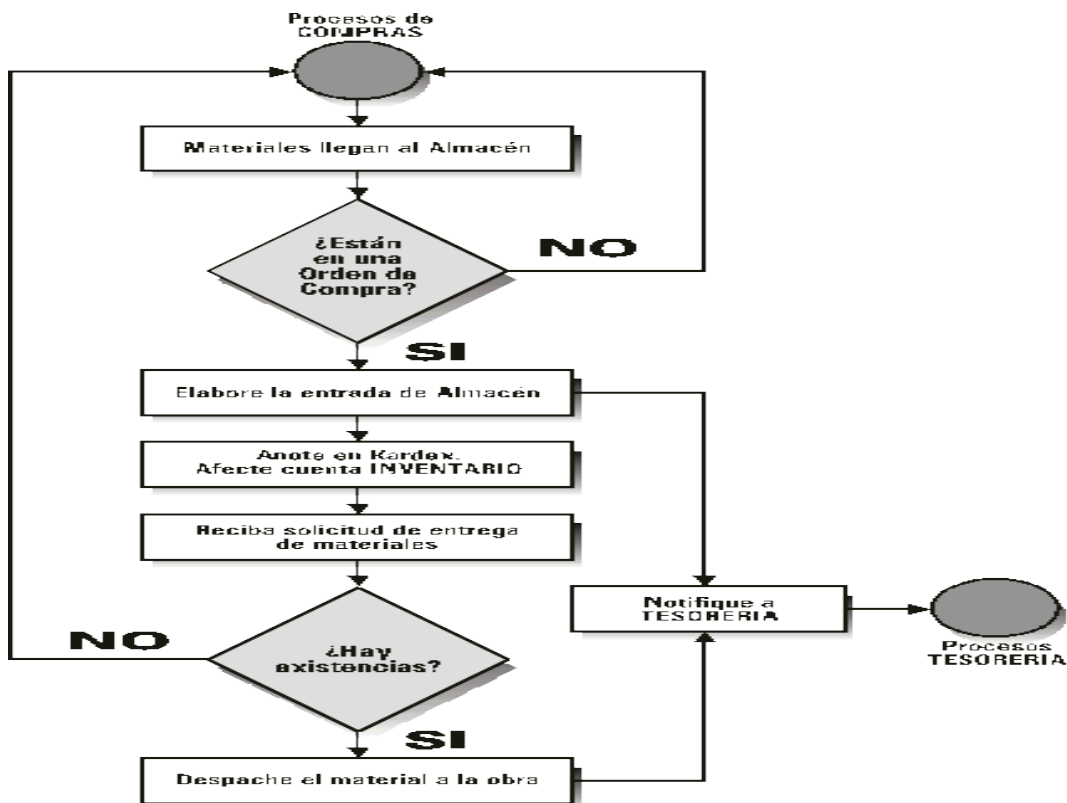 Procesos de
COMPRAS
Materiales llegan al Almacén
¿Están
en una
Orden de
Compra?
NO
SI
Elabore la entrada de Almacén
Anote en Kardex.
Afecte cuenta INVENTARIO
Reciba solicitud de entrega
de materiales
Notifique a
TESORERIA
Procesos
TESORERIA
NO
¿Hay
existencias?
SI
Despache el material a la obra